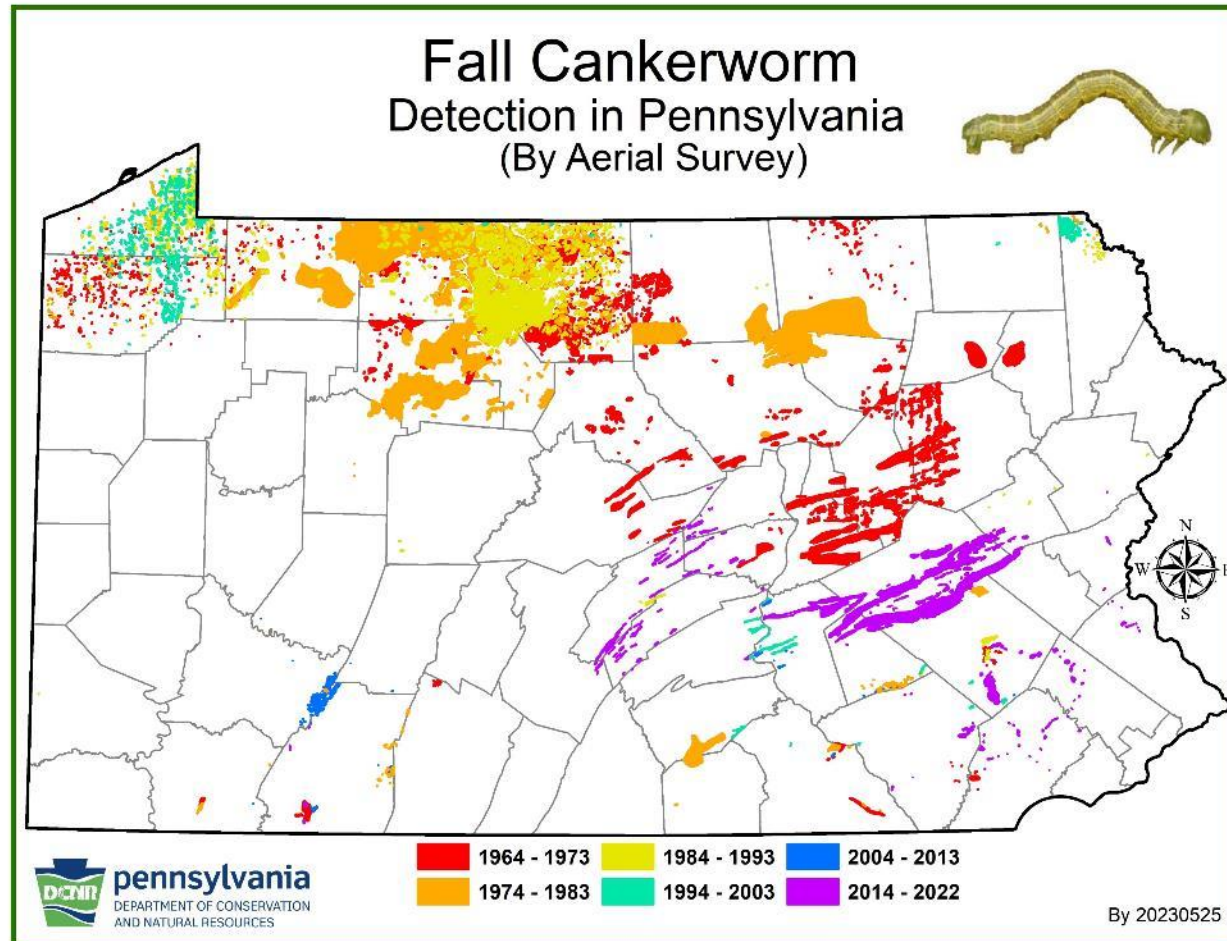 Fall Cankerworm
Detection in Pennsylvania
(By Aerial Survey)
N
W
E
S
1964 - 1973
1984 - 1993
2004 - 2013
1974 - 1983
1994 - 2003
2014 - 2022
DCNR
pennsylvania
DEPARTMENT OF CONSERVATION
AND NATURAL RESOURCES
By 20230525